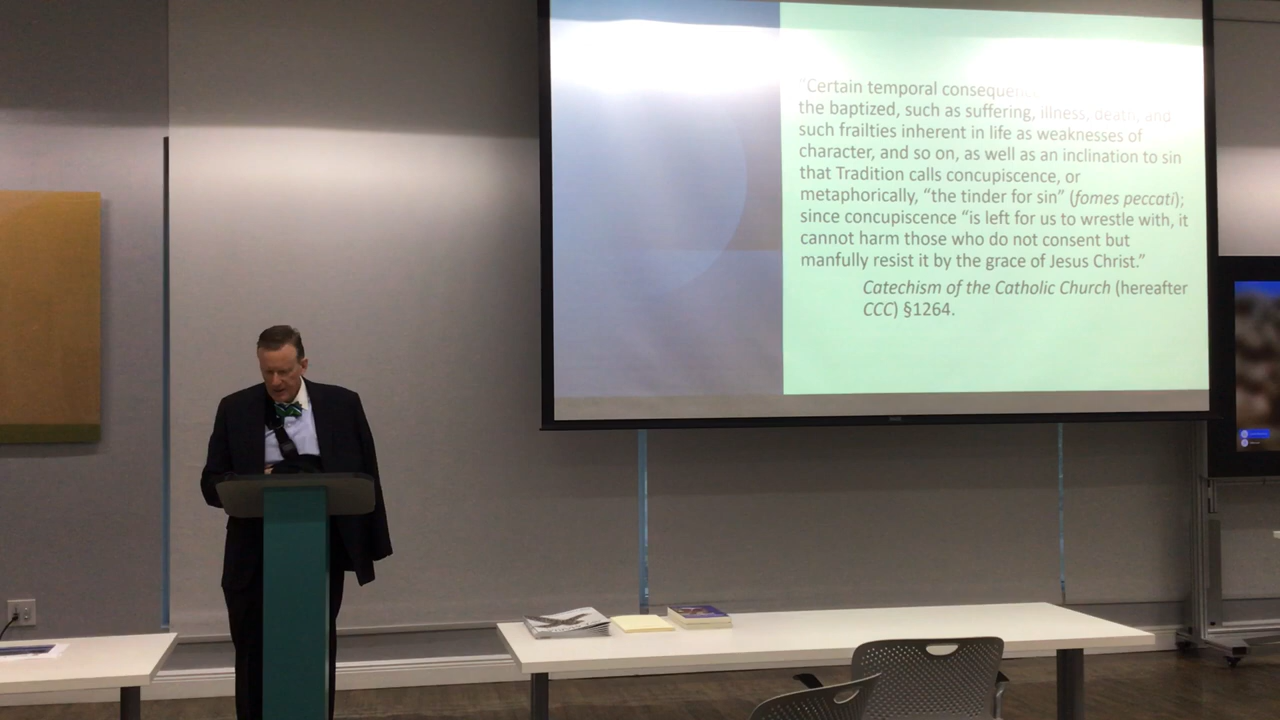 "Certain temporal consequenc
the baptized, such as suffering, illness, death, and
such frailties inherent in life as weaknesses of
character, and so on, as well as an inclination to sin
that Tradition calls concupiscence, or
metaphorically, “the tinder for sin” (fomes peccati);
since concupiscence “is left for us to wrestle with, it
cannot harm those who do not consent but
manfully resist it by the grace of Jesus Christ.”
Catechism of the Catholic Church (hereafter
CCC) §1264.